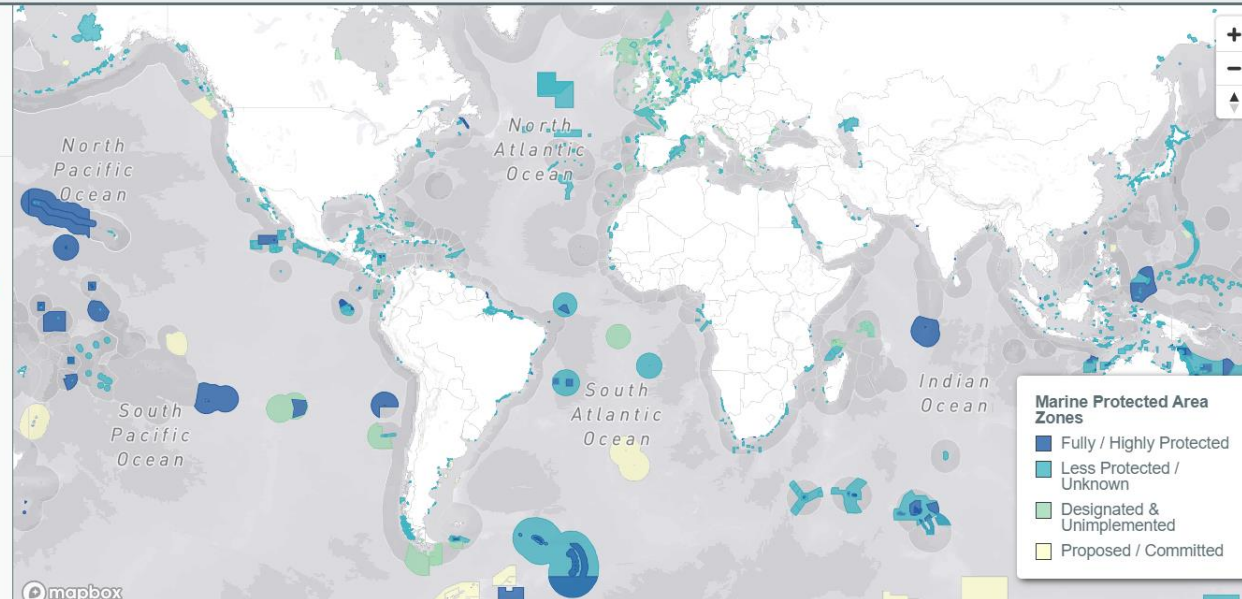 North
Pacific
Ocean
North
Atlantic
Ocean
South
Pacific
Ocean
South
Atlantic
Ocean
Indian
Ocean
+
−
Marine Protected Area
Zones
Fully / Highly Protected
Less Protected /
Unknown
Designated &
Unimplemented
Proposed / Committed
mapbox